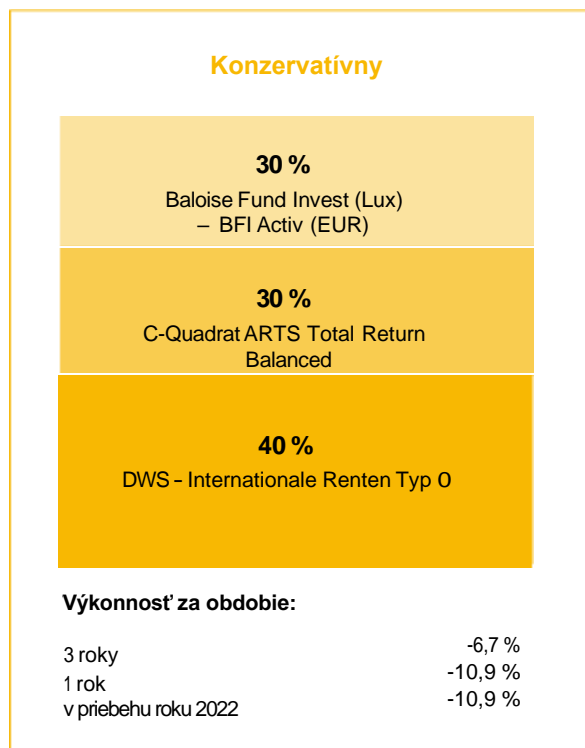 Konzervatívny
30 %
Baloise Fund Invest (Lux)
– BFI Activ (EUR)
30 %
C-Quadrat ARTS Total Return
Balanced
40 %
DWS – Internationale Renten Typ O
Výkonnosť za obdobie:
3 roky -6,7 %
1 rok -10,9 %
v priebehu roku 2022 -10,9 %